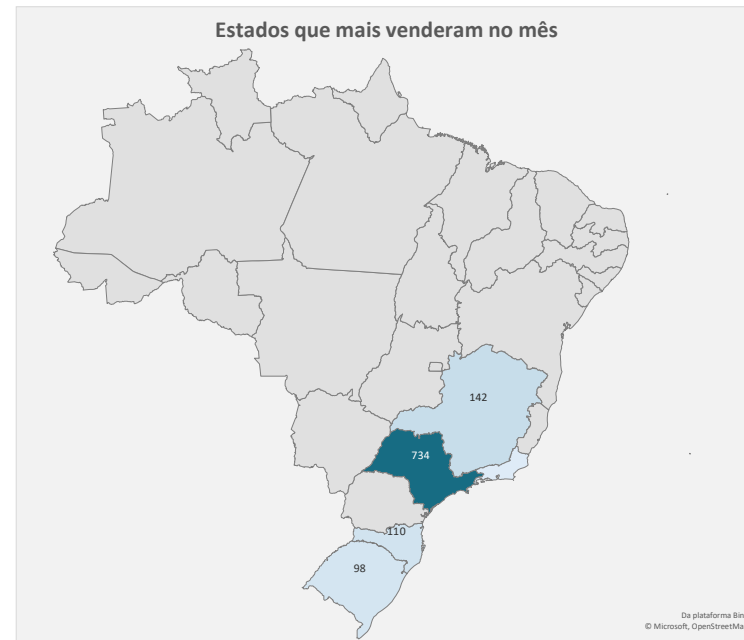 Estados que mais venderam no mês
142
734
110
98
Da plataforma Bin
© Microsoft, OpenStreetMa